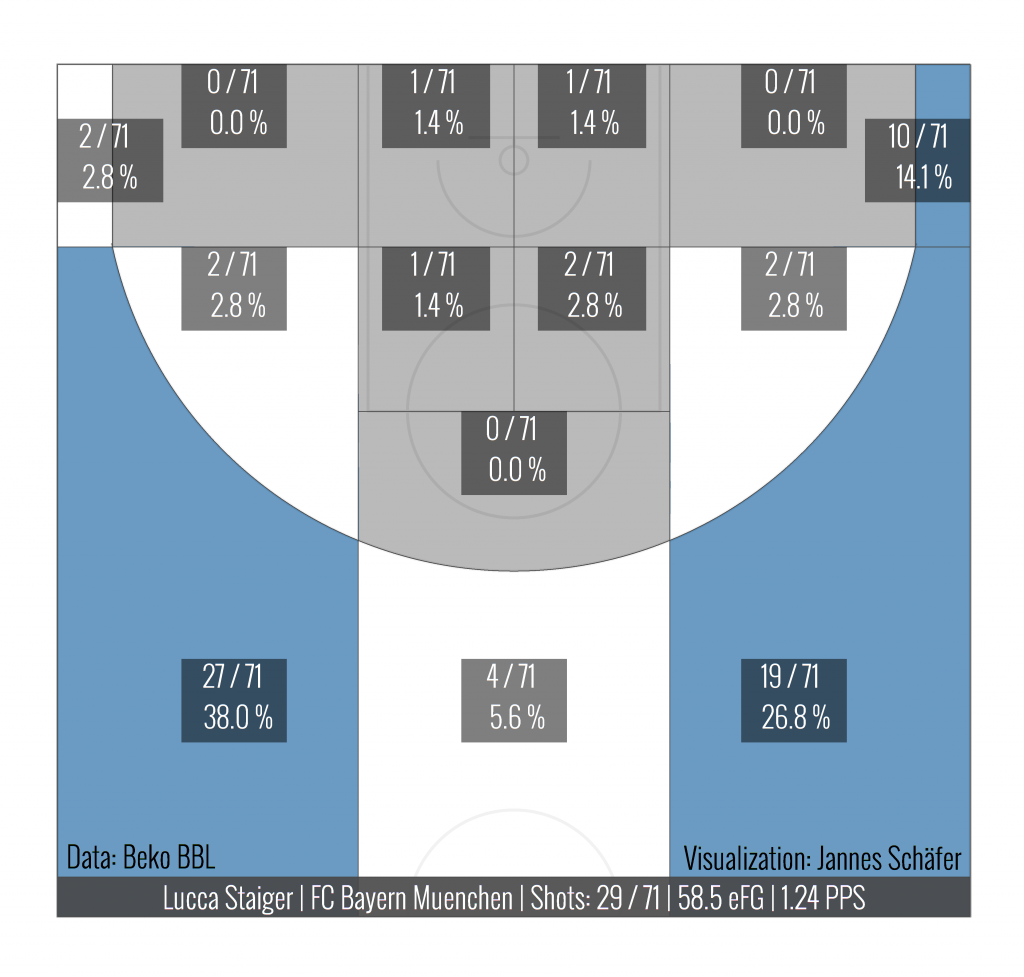 0 / 71
0.0 %
1 / 71
1.4 %
1 / 71
1.4 %
0 / 71
0.0 %
2 / 71
2.8 %
10 / 71
14.1 %
2 / 71
2.8 %
1 / 71
1.4 %
2 / 71
2.8 %
2 / 71
2.8 %
0 / 71
0.0 %
27 / 71
38.0 %
4 / 71
5.6 %
19 / 71
26.8 %
Data: Beko BBL
Visualization: Jannes Schäfer
Lucca Staiger | FC Bayern Muenchen | Shots: 29 / 71 | 58.5 eFG | 1.24 PPS